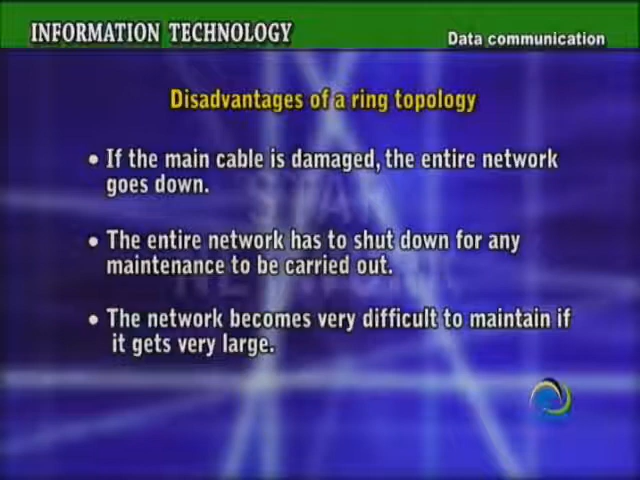 INFORMATION TECHNOLOGY
Data communication
Disadvantages of a ring topology
• If the main cable is damaged, the entire network
goes down.
• The entire network has to shut down for any
maintenance to be carried out.
• The network becomes very difficult to maintain if
it gets very large.
STAR
NETWORK